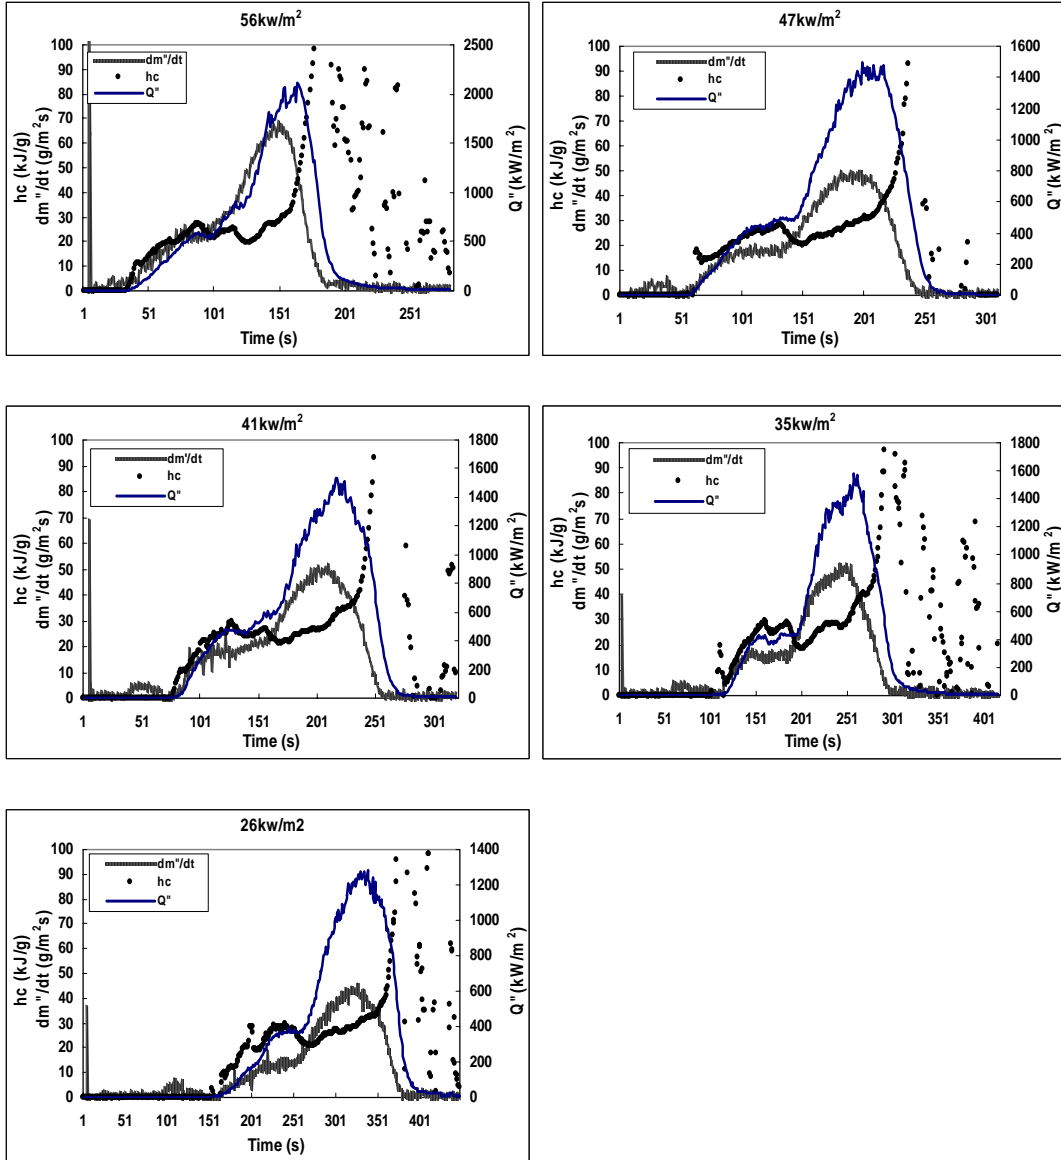 56kw/m²
dm"/dt
hc
Q"
100
90
80
70
60
50
40
30
20
10
0
2500
2000
1500
1000
500
0
1 51 101 151 201 251
Time (s)
hc (kJ/g)
dm"/dt (g/m²s)
Q" (kW/m²)
47kw/m²
dm"/dt
hc
Q"
100
90
80
70
60
50
40
30
20
10
0
1600
1400
1200
1000
800
600
400
200
0
1 51 101 151 201 251 301
Time (s)
hc (kJ/g)
dm"/dt (g/m²s)
Q" (kW/m²)
41kw/m²
dm"/dt
hc
Q"
100
90
80
70
60
50
40
30
20
10
0
1800
1600
1400
1200
1000
800
600
400
200
0
1 51 101 151 201 251 301
Time (s)
hc (kJ/g)
dm"/dt (g/m²s)
Q" (kW/m²)
35kw/m²
dm"/dt
hc
Q"
100
90
80
70
60
50
40
30
20
10
0
1800
1600
1400
1200
1000
800
600
400
200
0
1 51 101 151 201 251 301 351 401
Time (s)
hc (kJ/g)
dm"/dt (g/m²s)
Q" (kW/m²)
26kw/m2
dm"/dt
hc
Q"
100
90
80
70
60
50
40
30
20
10
0
1400
1200
1000
800
600
400
200
0
1 51 101 151 201 251 301 351 401
Time (s)
hc (kJ/g)
dm"/dt (g/m²s)
Q" (kW/m²)